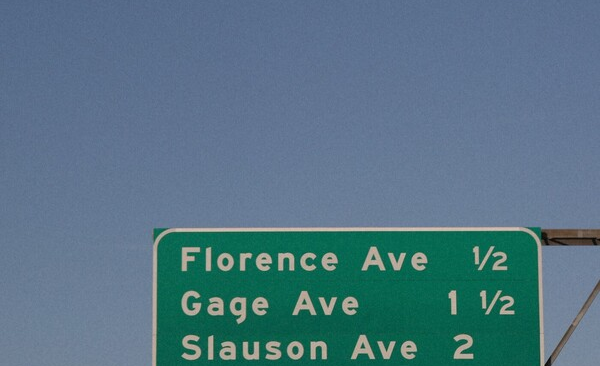 Florence Ave ½
Gage Ave 1 ½
Slauson Ave 2